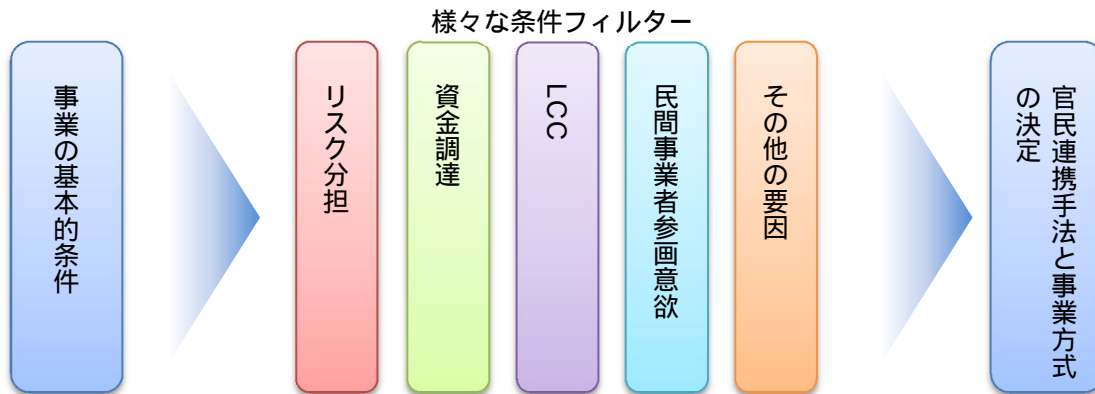 様々な条件フィルター
事業の基本的条件
リスク分担
資金調達
LCC
民間事業者参画意欲
その他の要因
官民連携手法と事業方式
の決定